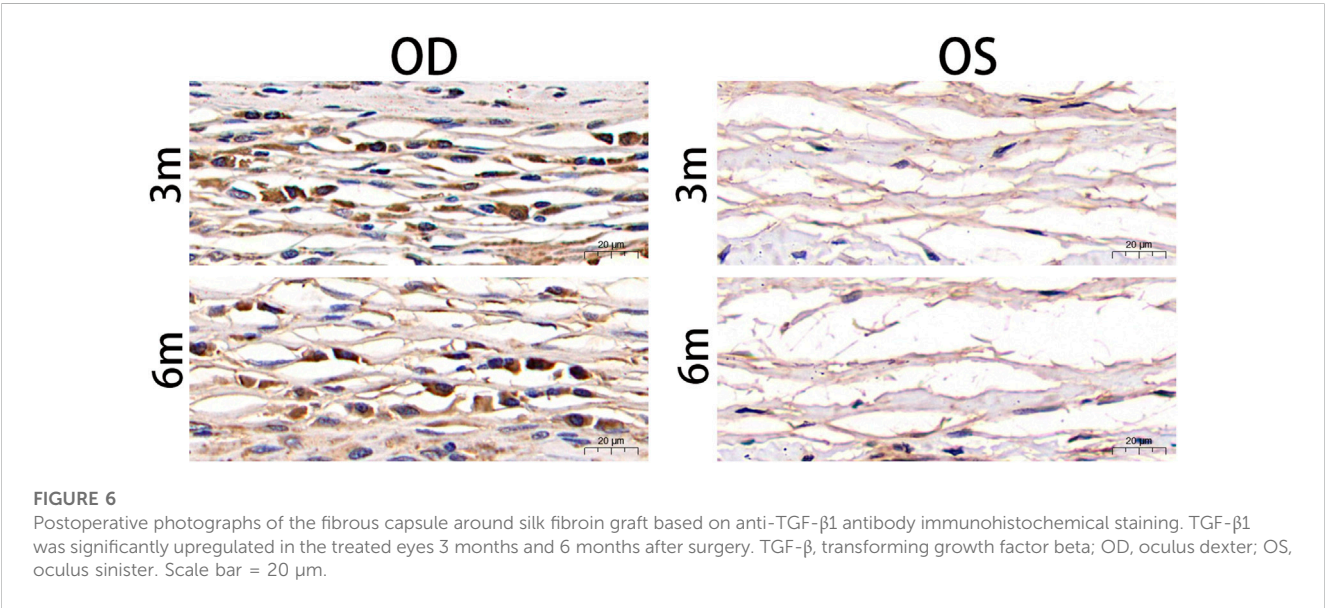 OD
OS
3m
20 µm
3m
20 µm
6m
20 µm
6m
20 µm
FIGURE 6
Postoperative photographs of the fibrous capsule around silk fibroin graft based on anti-TGF-β1 antibody immunohistochemical staining. TGF-β1
was significantly upregulated in the treated eyes 3 months and 6 months after surgery. TGF-β, transforming growth factor beta; OD, oculus dexter; OS,
oculus sinister. Scale bar = 20 µm.